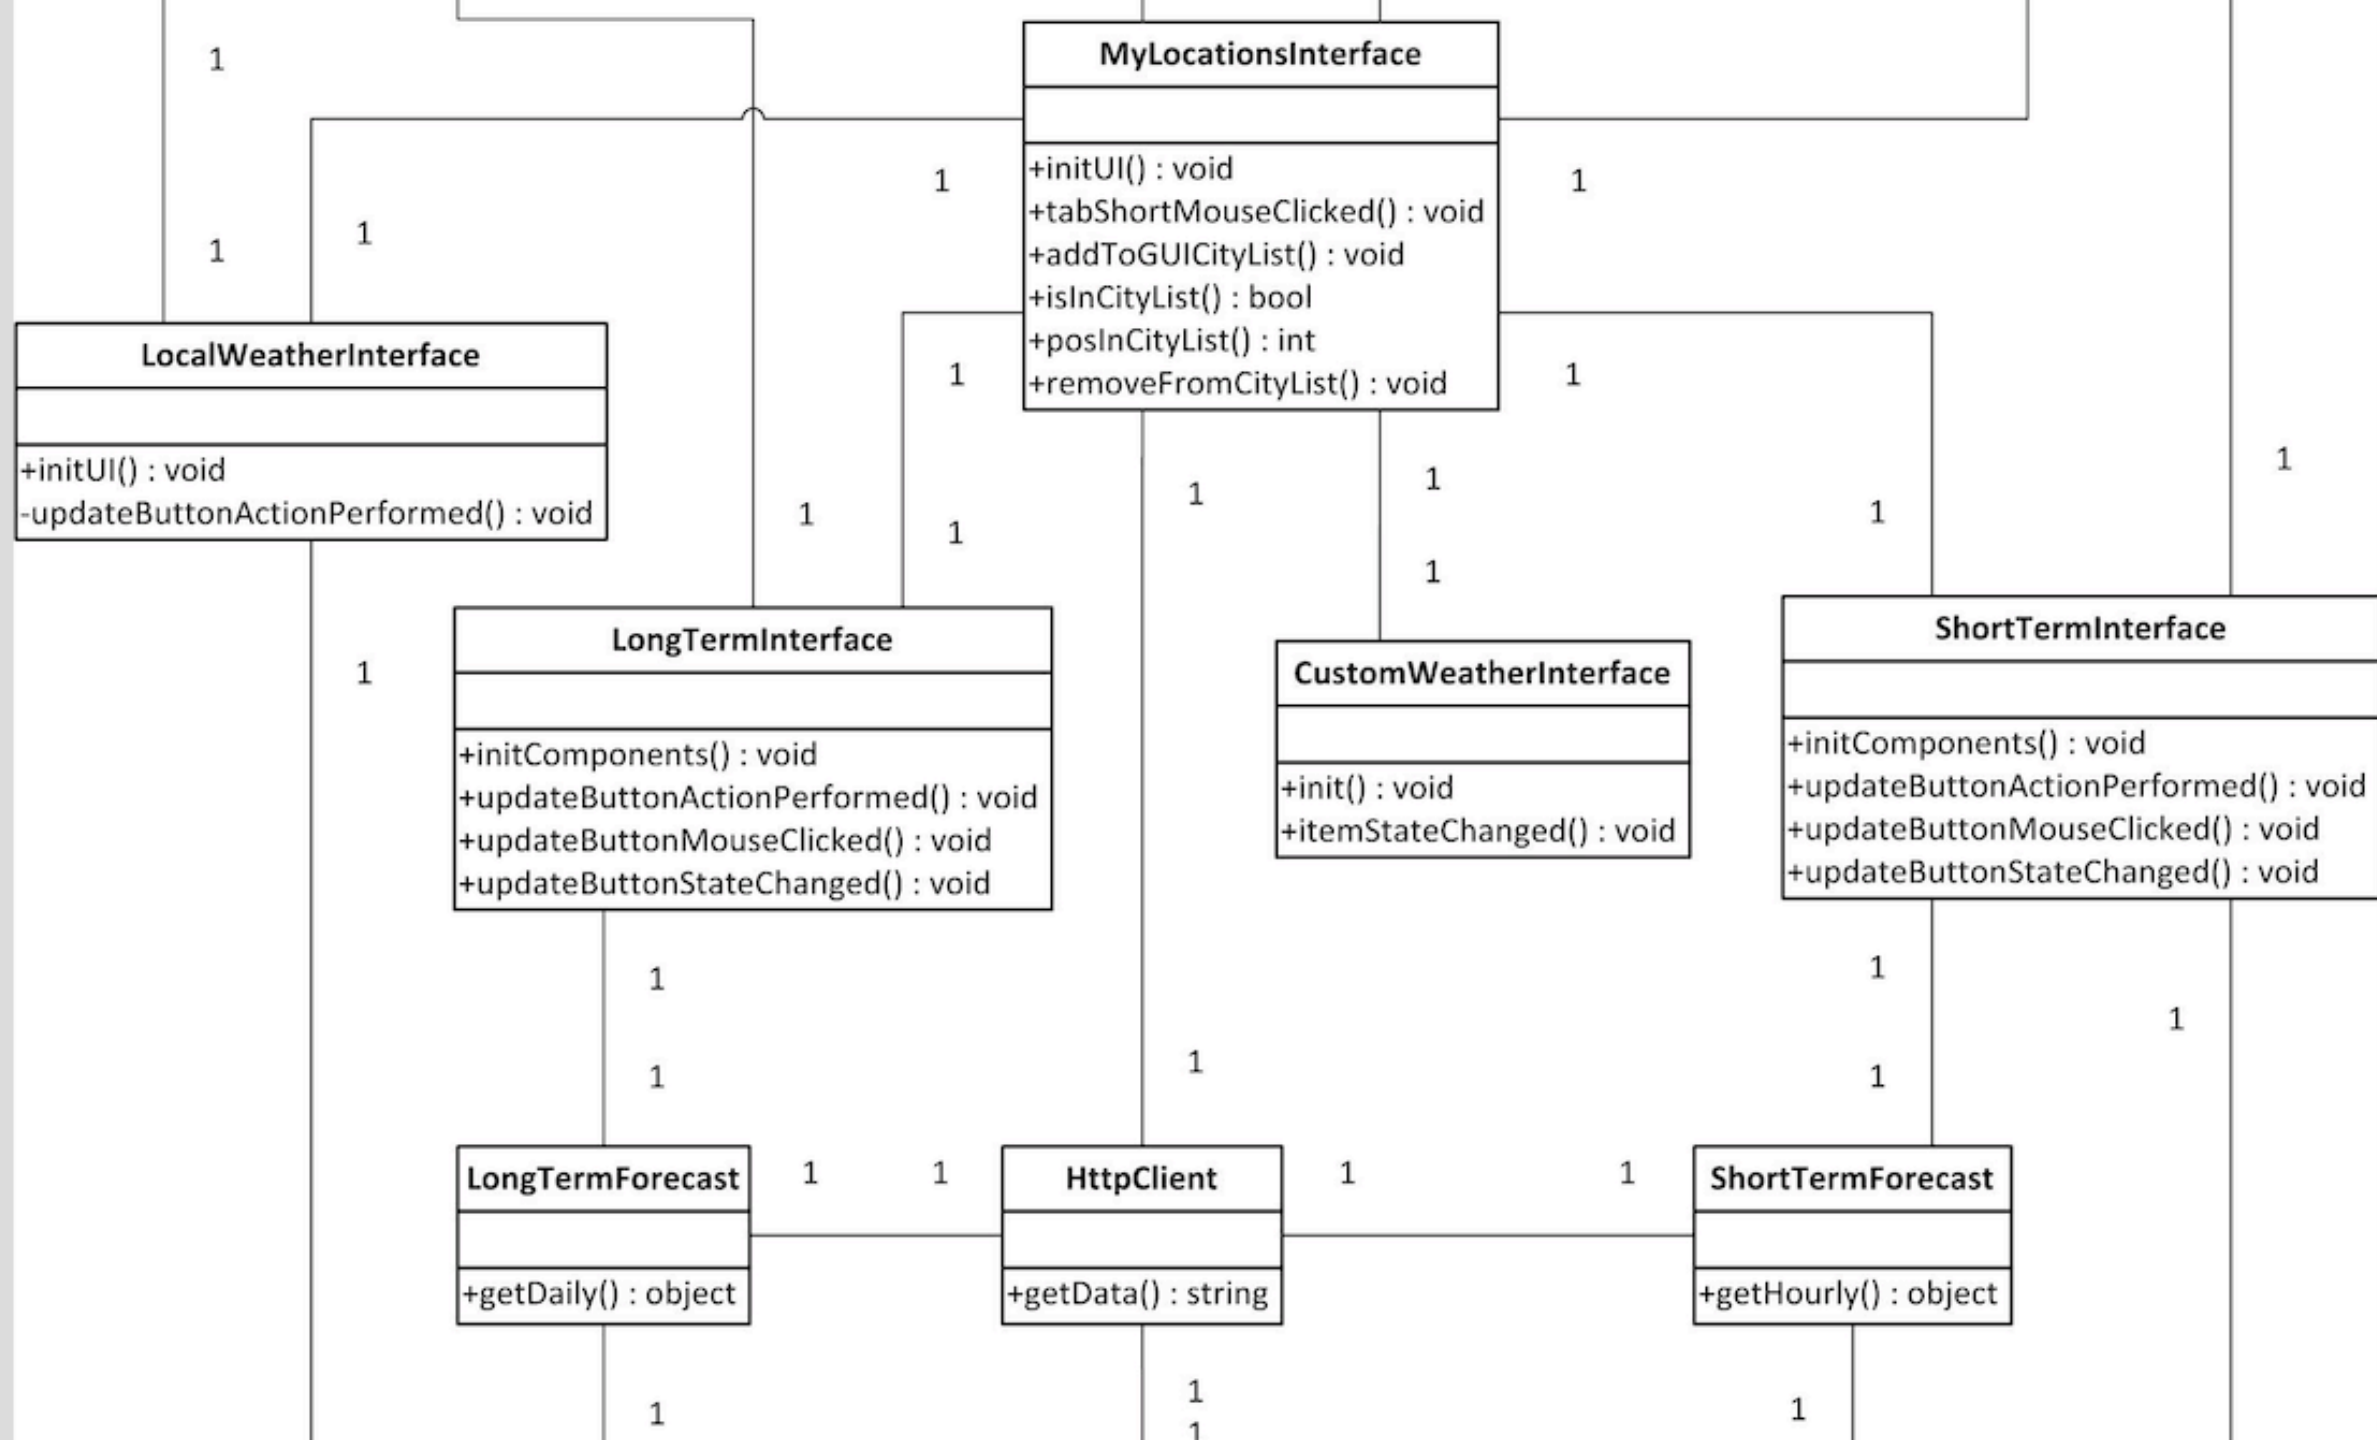 1
MyLocationsInterface
+initUI() : void
+tabShortMouseClicked() : void
+addToGUICityList() : void
+isInCityList() : bool
+posInCityList() : int
+removeFromCityList() : void
1
1
1
1
LocalWeatherInterface
+initUI() : void
-updateButtonActionPerformed() : void
1
1
1
1
1
1
1
1
1
1
1
LongTermInterface
+initComponents() : void
+updateButtonActionPerformed() : void
+updateButtonMouseClicked() : void
+updateButtonStateChanged() : void
CustomWeatherInterface
+init() : void
+itemStateChanged() : void
ShortTermInterface
+initComponents() : void
+updateButtonActionPerformed() : void
+updateButtonMouseClicked() : void
+updateButtonStateChanged() : void
1
1
1
1
1
1
LongTermForecast
+getDaily() : object
1
1
HttpClient
+getData() : string
1
1
ShortTermForecast
+getHourly() : object
1
1
1
1